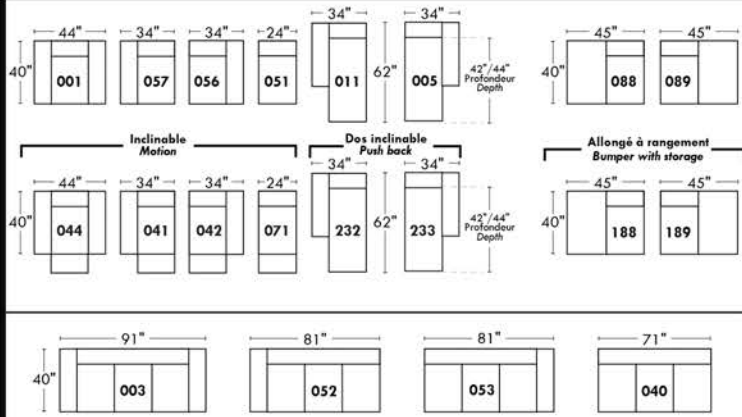 44" 34" 34" 24" 34" 34" 45" 45"
40" 001 057 056 051 011 62" 005 42"/44" Profondeur Depth 40" 088 089
Inclinable
Motion
Dos inclinable
Push back
Allongé à rangement
Bumper with storage
44" 34" 34" 24" 34" 34" 45" 45"
40" 044 041 042 071 232 62" 233 42"/44" Profondeur Depth 40" 188 189
91" 81" 81" 71"
40" 003 052 053 040